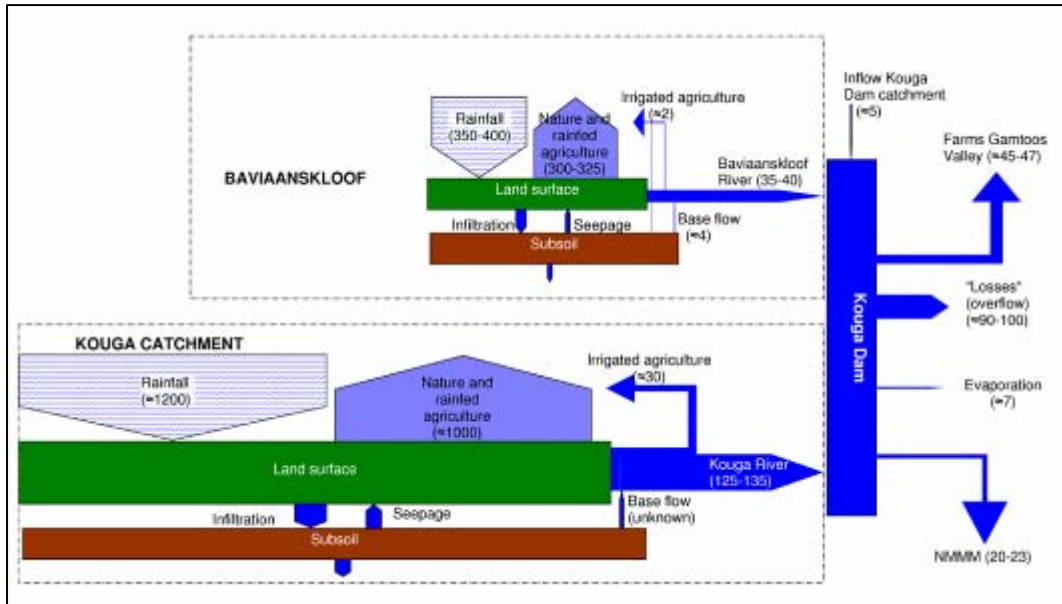 BAVIAANSKLOOF
Rainfall
(350-400)
Nature and
rainfed
agriculture
(300-325)
Irrigated agriculture
(≈2)
Land surface
Infiltration
Seepage
Subsoil
Baviaanskloof
River (35-40)
Base flow
(≈4)
KOUGA CATCHMENT
Rainfall
(≈1200)
Nature and
rainfed
agriculture
(≈1000)
Irrigated agriculture
(≈30)
Land surface
Infiltration
Seepage
Subsoil
Kouga River
(125-135)
Base flow
(unknown)
Inflow Kouga
Dam catchment
(≈5)
Kouga Dam
Farms Gamtoos
Valley (≈45-47)
"Losses"
(overflow)
(≈90-100)
Evaporation
(≈7)
NMMM (20-23)